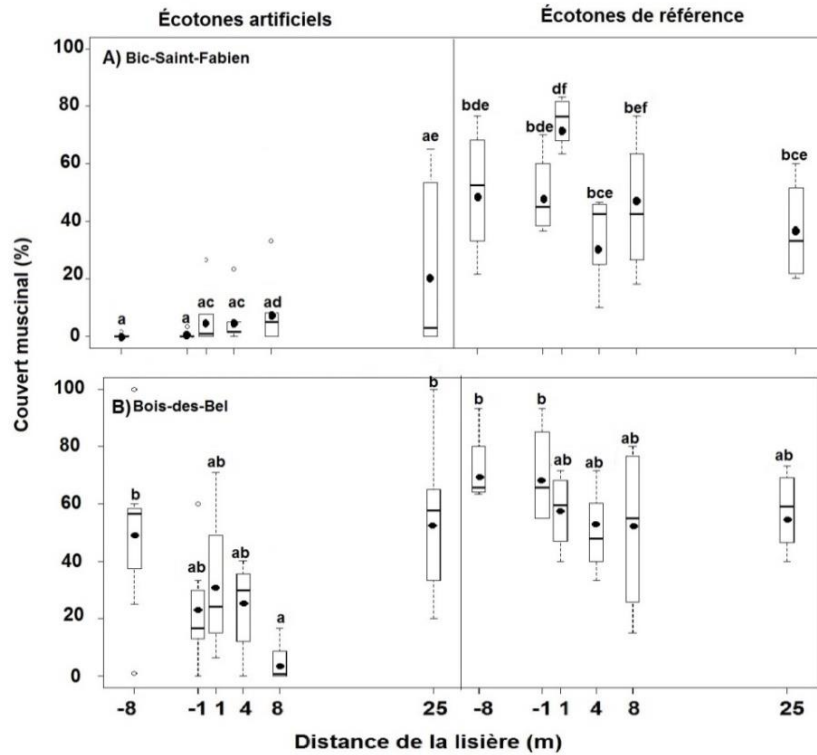 Écotones artificiels
Écotones de référence
A) Bic-Saint-Fabien
100
80
60
40
20
0
a
a
ac
ac
ad
ae
bde
bde
df
bce
bef
bce
Couvert muscinal (%)
B) Bois-des-Bel
100
80
60
40
20
0
b
ab
ab
ab
a
b
b
b
ab
ab
ab
ab
-8
-1
1
4
8
25
-8
-1
1
4
8
25
Distance de la lisière (m)